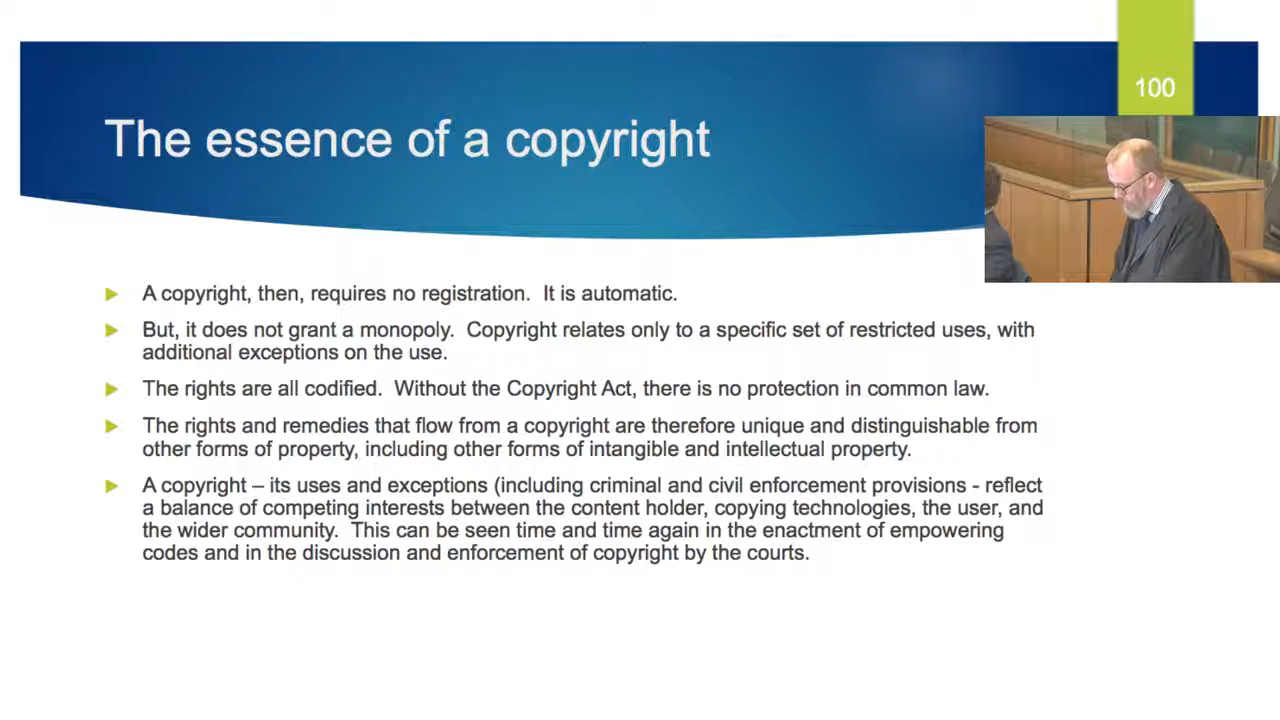 100
The essence of a copyright
A copyright, then, requires no registration.  It is automatic.
But, it does not grant a monopoly.  Copyright relates only to a specific set of restricted uses, with
additional exceptions on the use.
The rights are all codified.  Without the Copyright Act, there is no protection in common law.
The rights and remedies that flow from a copyright are therefore unique and distinguishable from
other forms of property, including other forms of intangible and intellectual property.
A copyright – its uses and exceptions (including criminal and civil enforcement provisions - reflect
a balance of competing interests between the content holder, copying technologies, the user, and
the wider community.  This can be seen time and time again in the enactment of empowering
codes and in the discussion and enforcement of copyright by the courts.